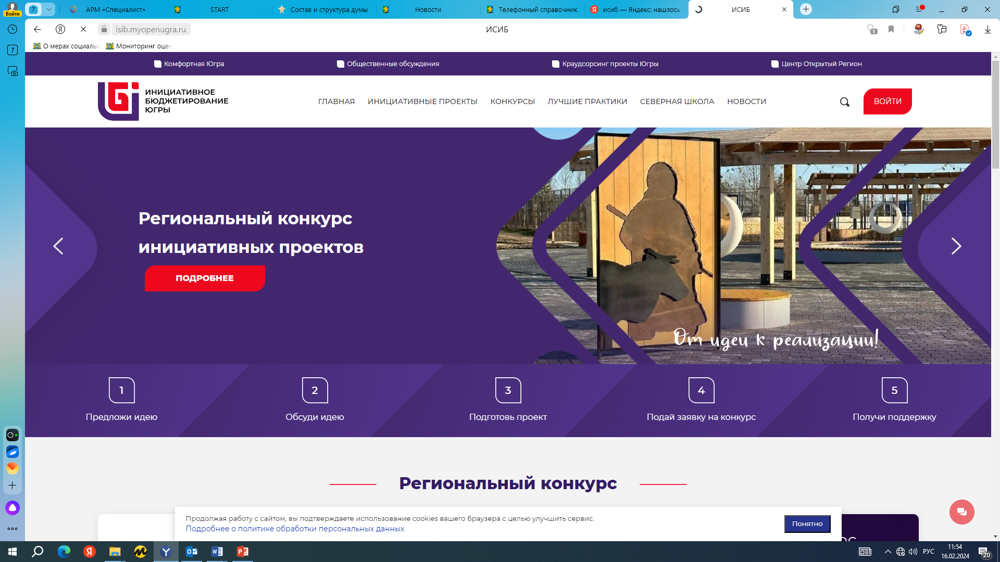 7
АРМ «Специалист»
START
Состав и структура думы
Новости
Телефонный справочник
исиб — Яндекс: нашлось
ИСИБ
Войти
isib.myopenugra.ru
ИСИБ
1
7
О мерах социаль
Мониторинг оцен
Комфортная Югра
Общественные обсуждения
Краудсорсинг проекты Югры
Центр Открытый Регион
ИНИЦИАТИВНОЕ
БЮДЖЕТИРОВАНИЕ
ЮГРЫ
ГЛАВНАЯ
ИНИЦИАТИВНЫЕ ПРОЕКТЫ
КОНКУРСЫ
ЛУЧШИЕ ПРАКТИКИ
СЕВЕРНАЯ ШКОЛА
НОВОСТИ
ВОЙТИ
Региональный конкурс
инициативных проектов
ПОДРОБНЕЕ
От идеи к реализации!
1
2
3
4
5
Предложи идею
Обсуди идею
Подготовь проект
Подай заявку на конкурс
Получи поддержку
Региональный конкурс
Продолжая работу с сайтом, вы подтверждаете использование cookies вашего браузера с целью улучшить сервис.
Подробнее о политике обработки персональных данных
Понятно
РУС
11:54
16.02.2024
20